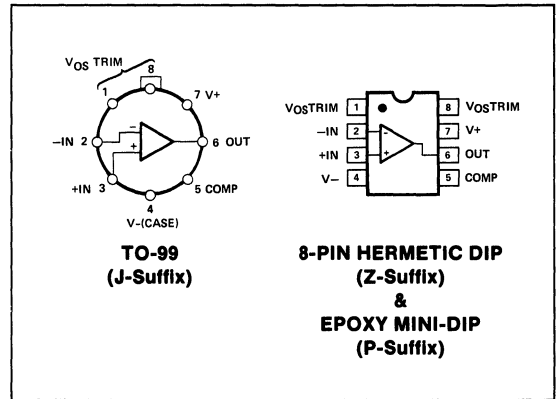 VOS TRIM
8
1
7 V+
−IN 2
−
+
6 OUT
+IN 3
5 COMP
4
V-(CASE)
TO-99
(J-Suffix)
VOSTRIM 1
8 VOSTRIM
−IN 2
-
7 V+
+IN 3
+
6 OUT
V− 4
5 COMP
8-PIN HERMETIC DIP
(Z-Suffix)
&
EPOXY MINI-DIP
(P-Suffix)